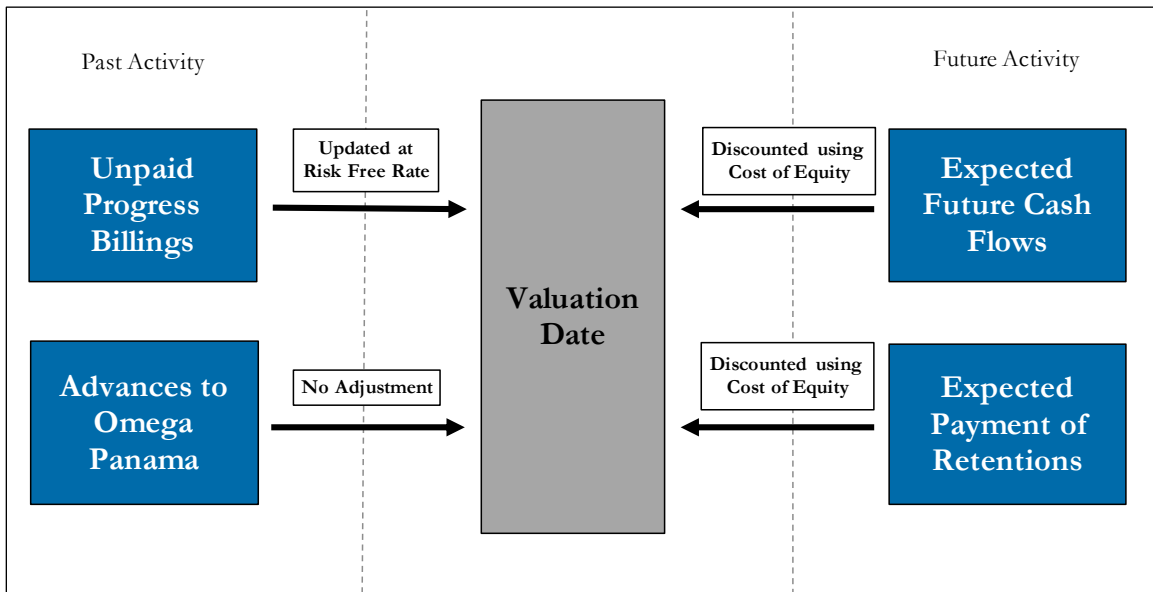 Past Activity
Future Activity
Unpaid
Progress
Billings
Updated at
Risk Free Rate
Discounted using
Cost of Equity
Expected
Future Cash
Flows
Valuation
Date
Advances to
Omega
Panama
No Adjustment
Discounted using
Cost of Equity
Expected
Payment of
Retentions